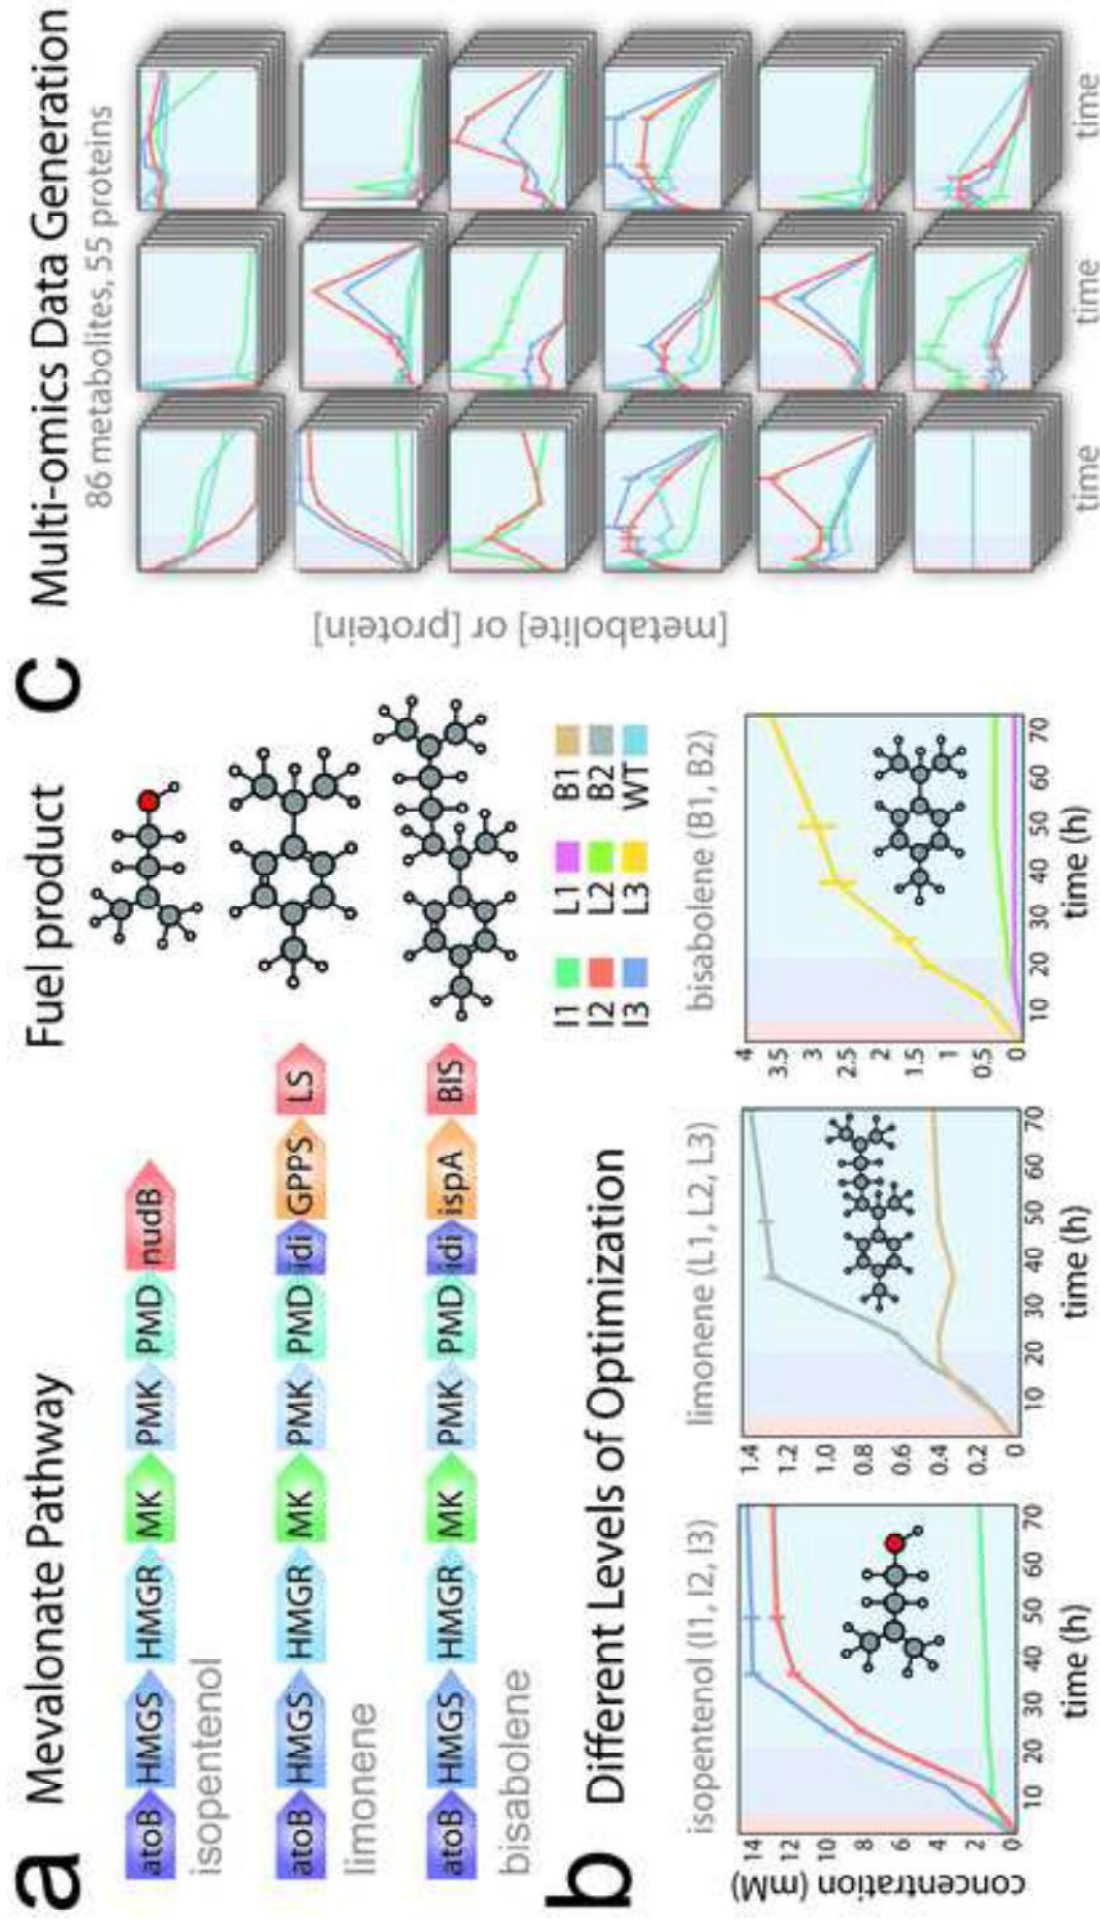 a Mevalonate Pathway
Fuel product
atoB HMGS HMGR MK PMK PMD nudB
isopentenol
atoB HMGS HMGR MK PMK PMD idi GPPS LS
limonene
atoB HMGS HMGR MK PMK PMD idi ispA BIS
bisabolene
b Different Levels of Optimization
I1 L1 B1
I2 L2 B2
I3 L3 WT
isopentenol (I1, I2, I3)
concentration (mM)
14
12
10
8
6
4
2
0
10 20 30 40 50 60 70
time (h)
limonene (L1, L2, L3)
1.4
1.2
1.0
0.8
0.6
0.4
0.2
0
10 20 30 40 50 60 70
time (h)
bisabolene (B1, B2)
4
3.5
3
2.5
2
1.5
1
0.5
0
10 20 30 40 50 60 70
time (h)
c Multi-omics Data Generation
86 metabolites, 55 proteins
[metabolite] or [protein]
time time time